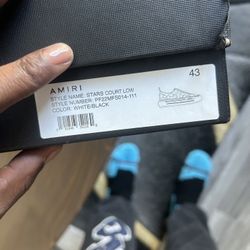 43
AMIRI
STYLE NAME: STARS COURT LOW
STYLE NUMBER: PF22MFS014-111
COLOR: WHITE/BLACK